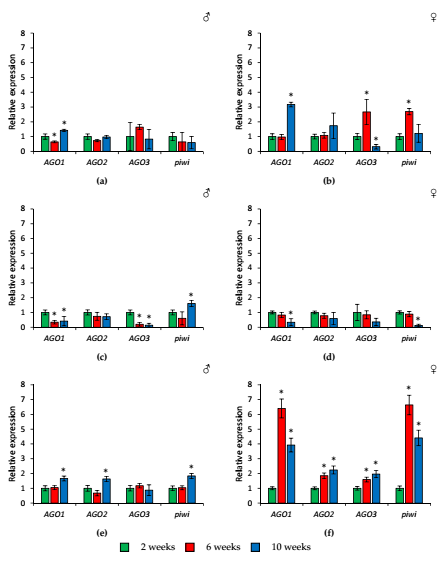 ♂ ♀
8 8
7 7
6 6
5 5
4 4
3 3
2 2
1 1
0 0
Relative expression Relative expression
* * * * * *
AGO1 AGO2 AGO3 piwi AGO1 AGO2 AGO3 piwi
(a) (b)
♂ ♀
8 8
7 7
6 6
5 5
4 4
3 3
2 2
1 1
0 0
Relative expression Relative expression
* * * * * * *
AGO1 AGO2 AGO3 piwi AGO1 AGO2 AGO3 piwi
(c) (d)
♂ ♀
8 8
7 7
6 6
5 5
4 4
3 3
2 2
1 1
0 0
Relative expression Relative expression
* * * * * * * * * * *
AGO1 AGO2 AGO3 piwi AGO1 AGO2 AGO3 piwi
(e) (f)
2 weeks 6 weeks 10 weeks